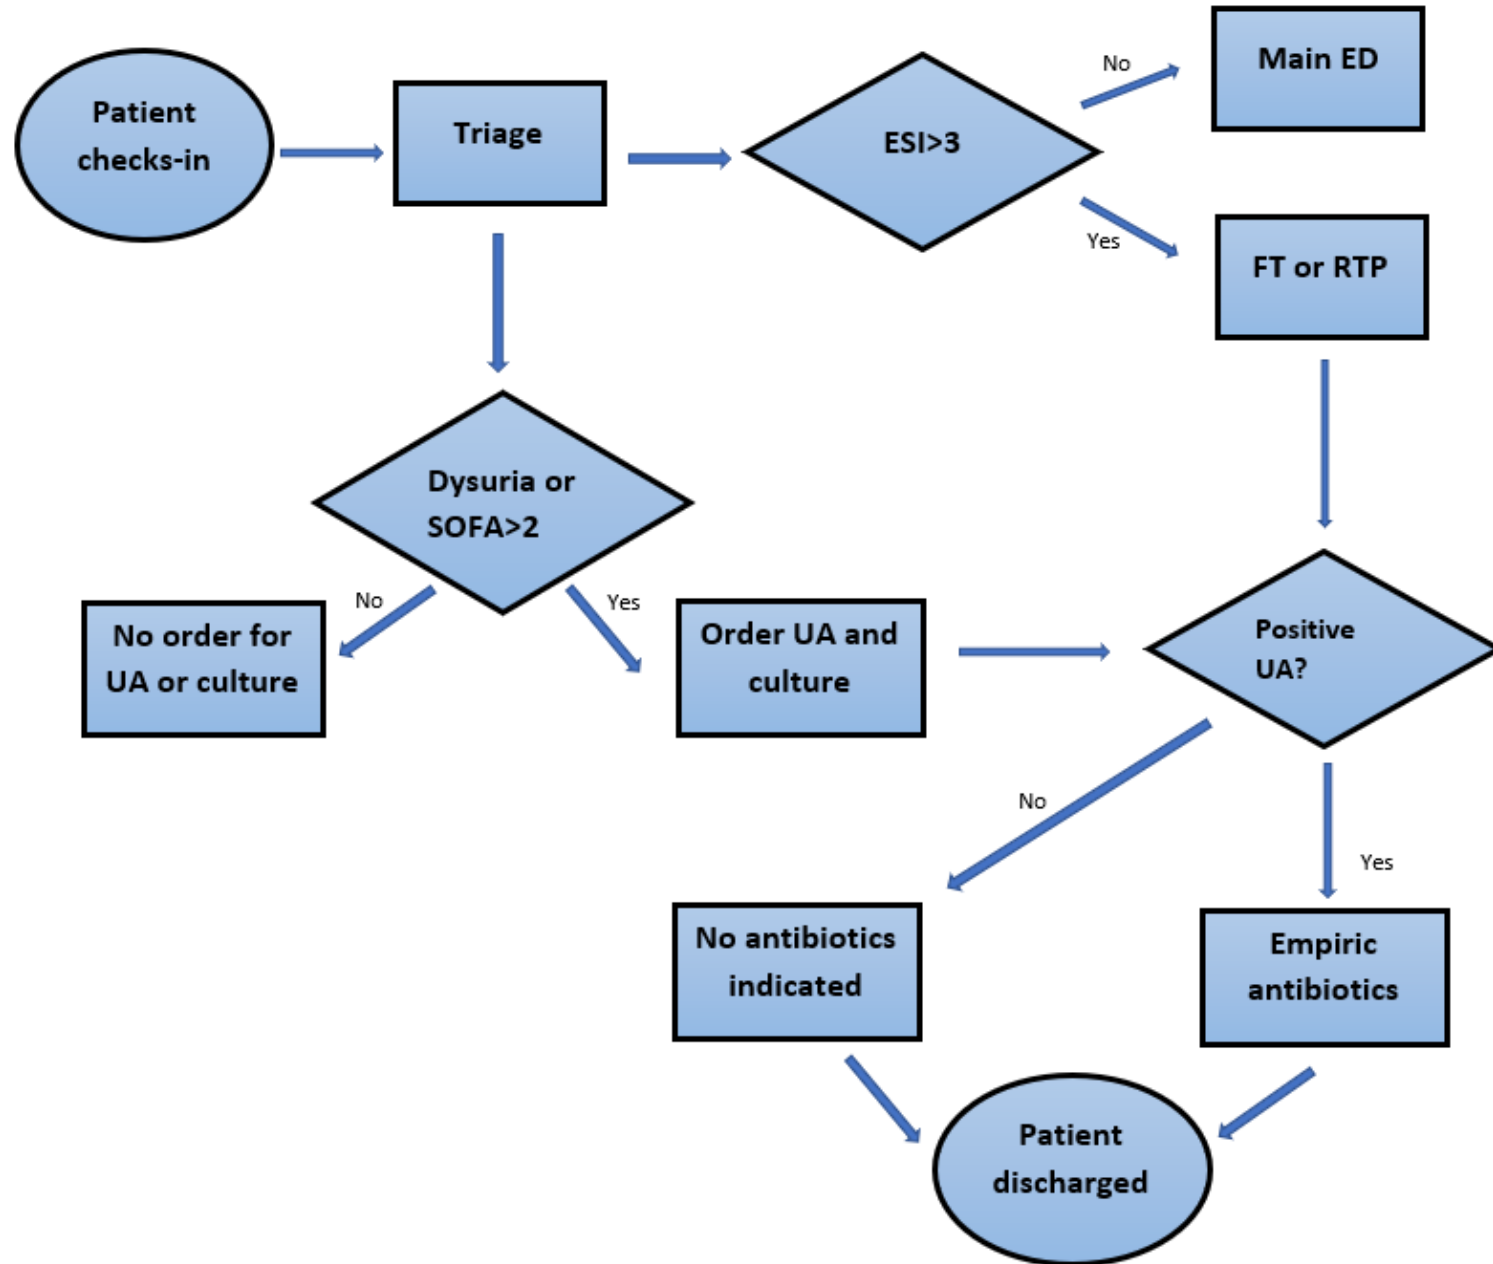 Patient
checks-in
Triage
ESI>3
No
Main ED
Yes
FT or RTP
Dysuria or
SOFA>2
No
Yes
No order for
UA or culture
Order UA and
culture
Positive
UA?
No
Yes
No antibiotics
indicated
Empiric
antibiotics
Patient
discharged